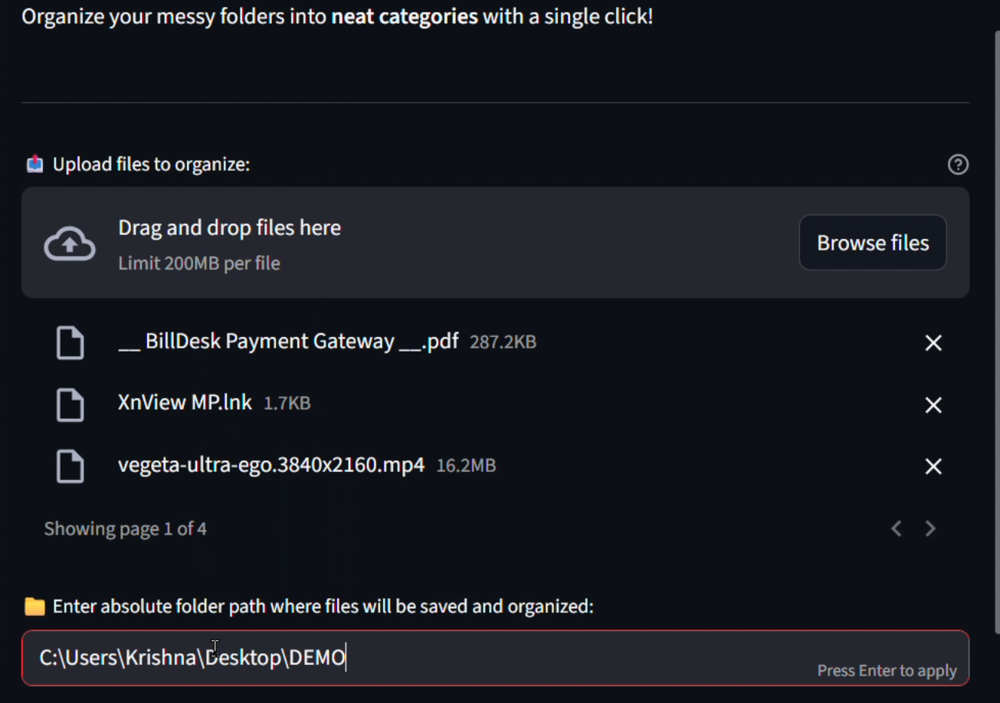 Organize your messy folders into neat categories with a single click!
Upload files to organize:
Drag and drop files here
Limit 200MB per file
Browse files
__ BillDesk Payment Gateway __.pdf 287.2KB
XnView MP.lnk 1.7KB
vegeta-ultra-ego.3840x2160.mp4 16.2MB
Showing page 1 of 4
Enter absolute folder path where files will be saved and organized:
C:\Users\Krishna\Desktop\DEMO
Press Enter to apply